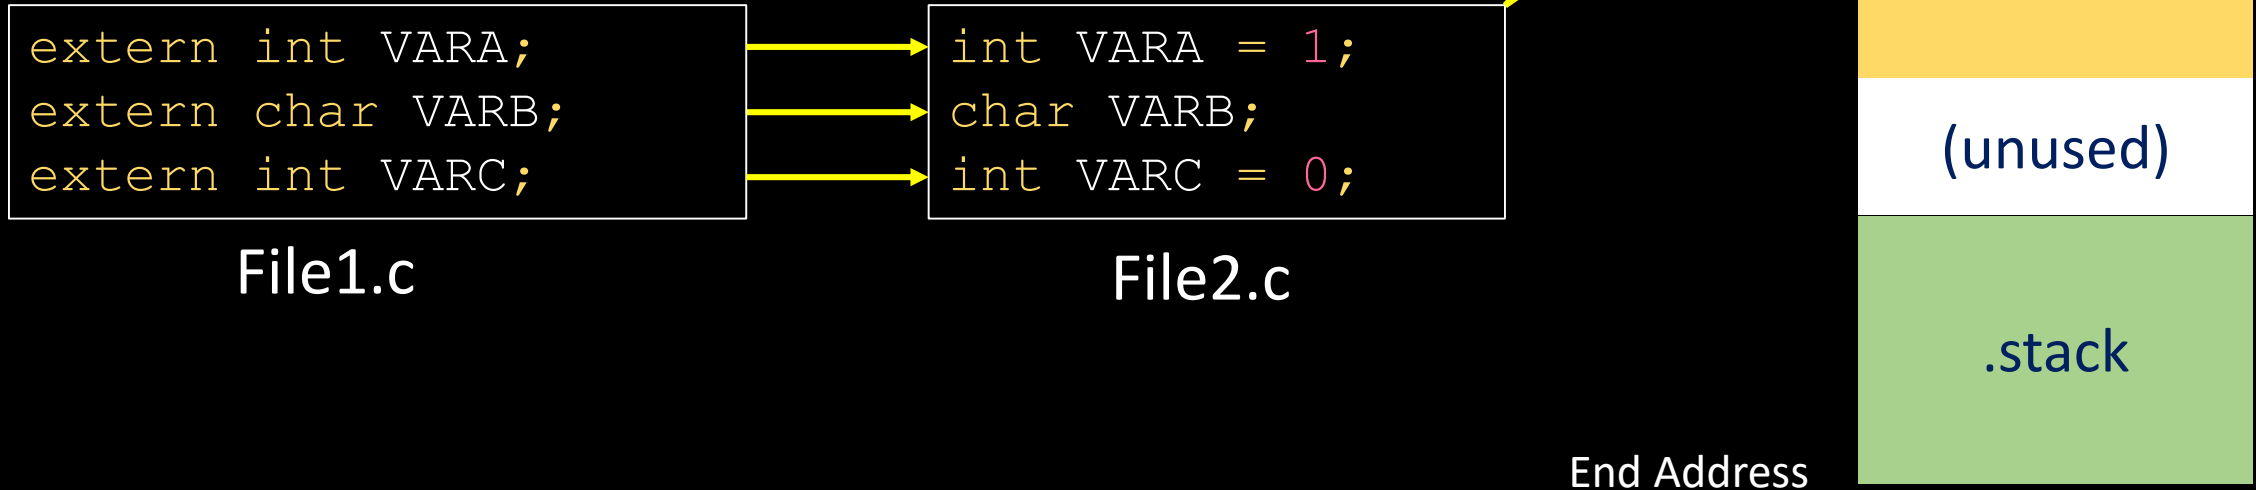 extern int VARA;
extern char VARB;
extern int VARC;
File1.c
int VARA = 1;
char VARB;
int VARC = 0;
File2.c
(unused)
.stack
End Address